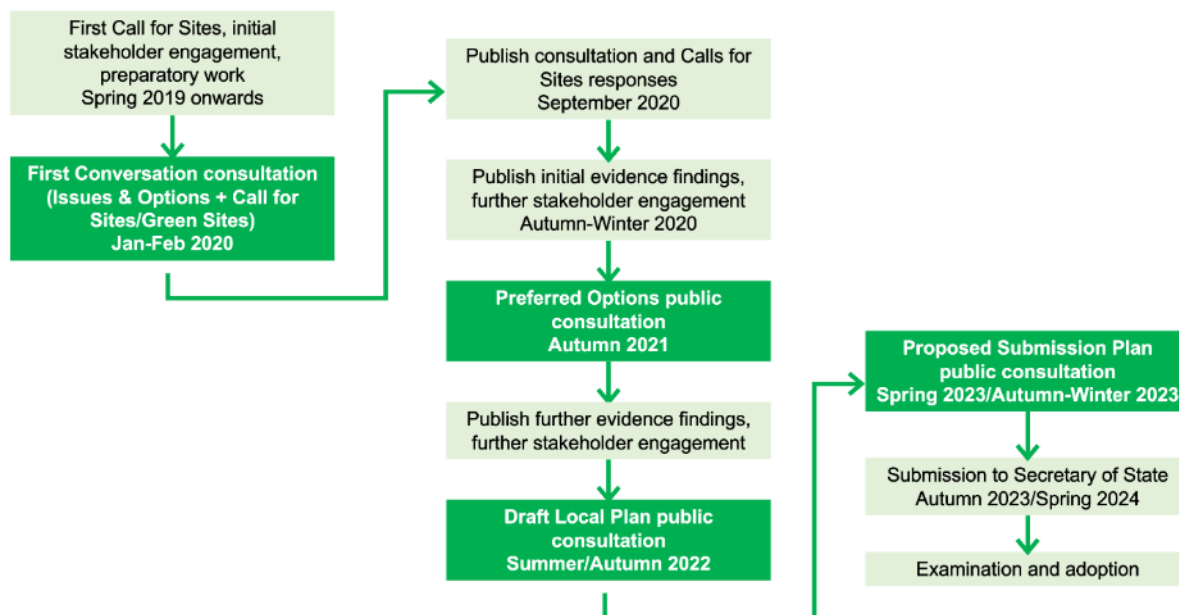 First Call for Sites, initial
stakeholder engagement,
preparatory work
Spring 2019 onwards
First Conversation consultation
(Issues & Options + Call for
Sites/Green Sites)
Jan-Feb 2020
Publish consultation and Calls for
Sites responses
September 2020
Publish initial evidence findings,
further stakeholder engagement
Autumn-Winter 2020
Preferred Options public
consultation
Autumn 2021
Publish further evidence findings,
further stakeholder engagement
Draft Local Plan public
consultation
Summer/Autumn 2022
Proposed Submission Plan
public consultation
Spring 2023/Autumn-Winter 2023
Submission to Secretary of State
Autumn 2023/Spring 2024
Examination and adoption